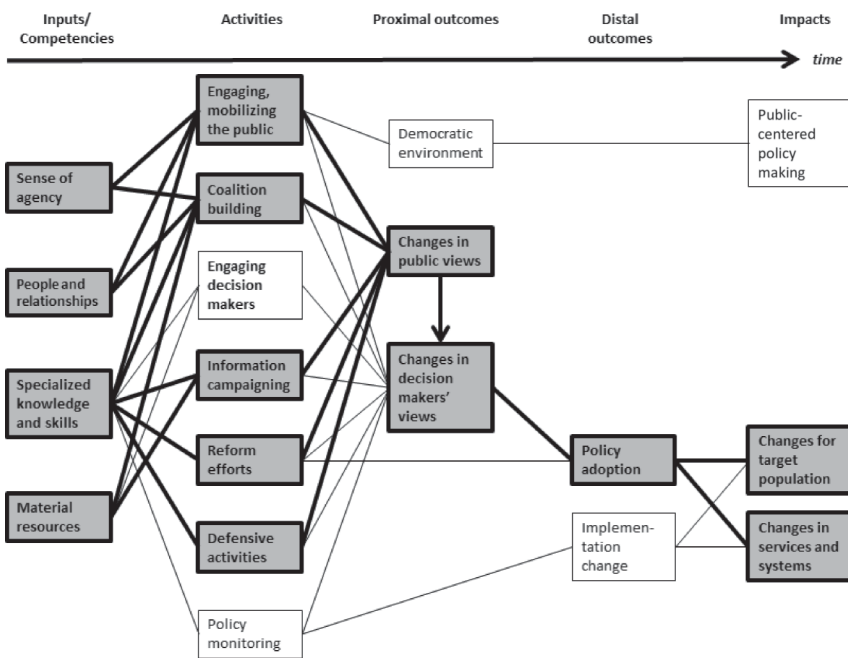 Inputs/
Competencies
Activities
Proximal outcomes
Distal
outcomes
Impacts
time
Sense of
agency
People and
relationships
Specialized
knowledge
and skills
Material
resources
Engaging,
mobilizing
the public
Coalition
building
Engaging
decision
makers
Information
campaigning
Reform
efforts
Defensive
activities
Policy
monitoring
Democratic
environment
Changes in
public views
Changes in
decision
makers’
views
Policy
adoption
Implemen-
tation
change
Public-
centered
policy
making
Changes for
target
population
Changes in
services and
systems